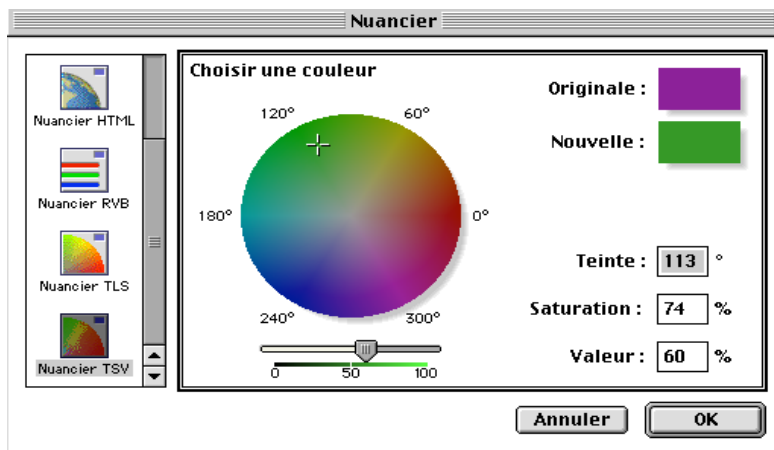 Nuancier
Nuancier HTML
Nuancier RVB
Nuancier TLS
Nuancier TSV
Choisir une couleur
120°
60°
180°
0°
240°
300°
0
50
100
Originale :
Nouvelle :
Teinte : 113 °
Saturation : 74 %
Valeur : 60 %
Annuler
OK